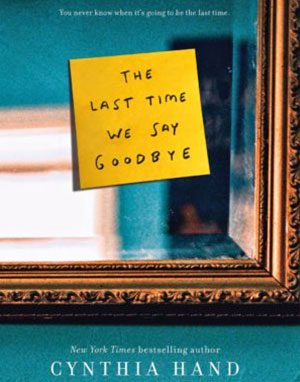 You never know when it's going to be the last time.
THE
LAST TIME
WE SAY
GOODBYE
New York Times bestselling author
CYNTHIA HAND